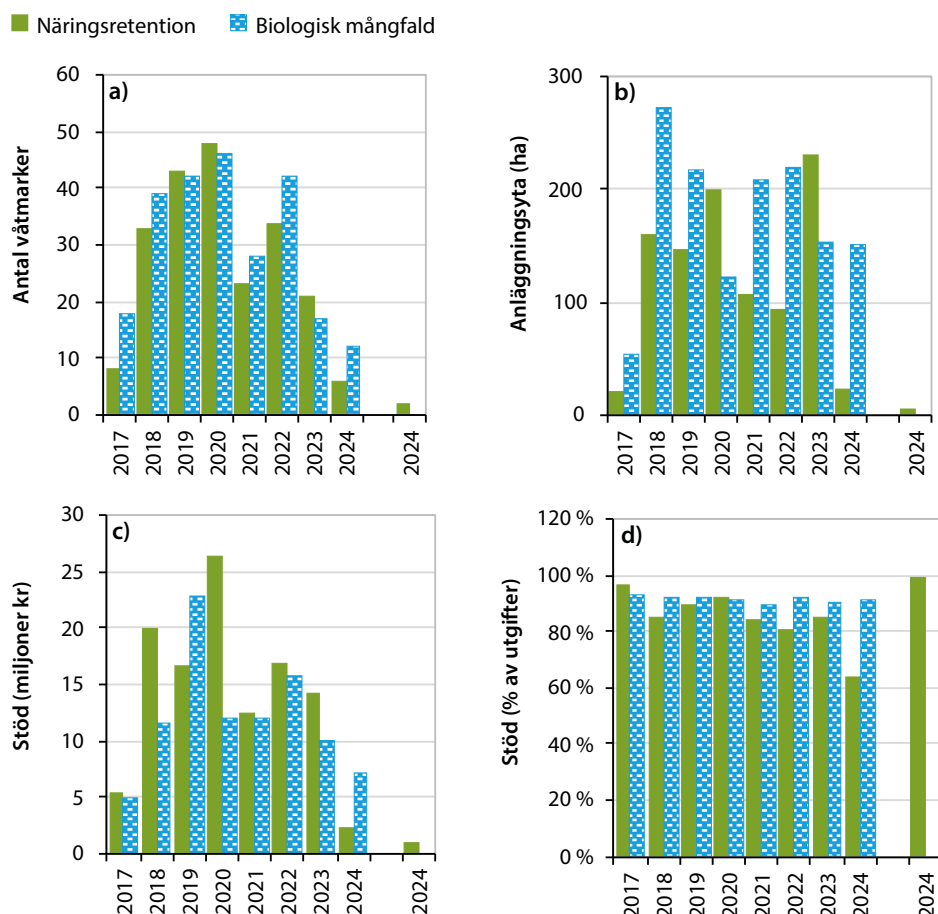 Näringsretention Biologisk mångfald
a)
Antal våtmarker
60
50
40
30
20
10
0
2017 2018 2019 2020 2021 2022 2023 2024 2024
b)
Anläggningsyta (ha)
300
200
100
0
2017 2018 2019 2020 2021 2022 2023 2024 2024
c)
Stöd (miljoner kr)
30
25
20
15
10
5
0
2017 2018 2019 2020 2021 2022 2023 2024 2024
d)
Stöd (% av utgifter)
120 %
100 %
80 %
60 %
40 %
20 %
0 %
2017 2018 2019 2020 2021 2022 2023 2024 2024